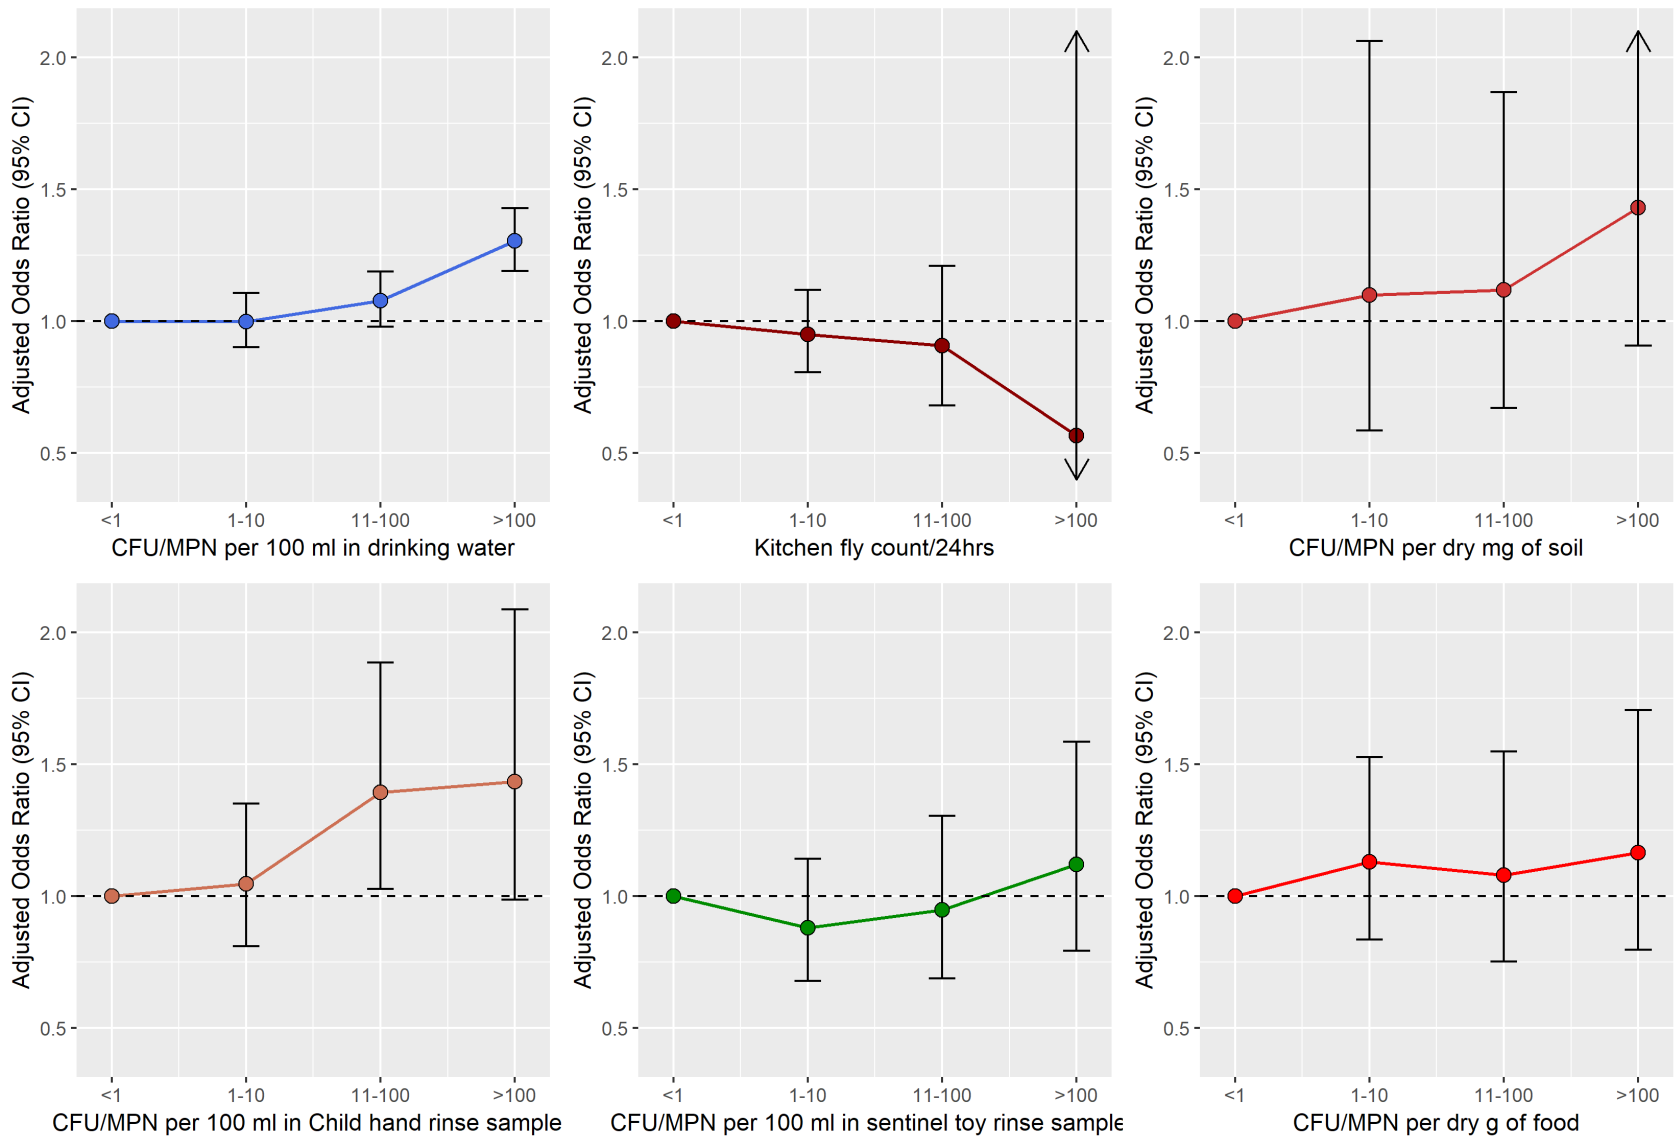 Adjusted Odds Ratio (95% CI)
2.0
1.5
1.0
0.5
<1 1-10 11-100 >100
CFU/MPN per 100 ml in drinking water
Adjusted Odds Ratio (95% CI)
2.0
1.5
1.0
0.5
<1 1-10 11-100 >100
Kitchen fly count/24hrs
Adjusted Odds Ratio (95% CI)
2.0
1.5
1.0
0.5
<1 1-10 11-100 >100
CFU/MPN per dry mg of soil
Adjusted Odds Ratio (95% CI)
2.0
1.5
1.0
0.5
<1 1-10 11-100 >100
CFU/MPN per 100 ml in Child hand rinse sample
Adjusted Odds Ratio (95% CI)
2.0
1.5
1.0
0.5
<1 1-10 11-100 >100
CFU/MPN per 100 ml in sentinel toy rinse sample
Adjusted Odds Ratio (95% CI)
2.0
1.5
1.0
0.5
<1 1-10 11-100 >100
CFU/MPN per dry g of food